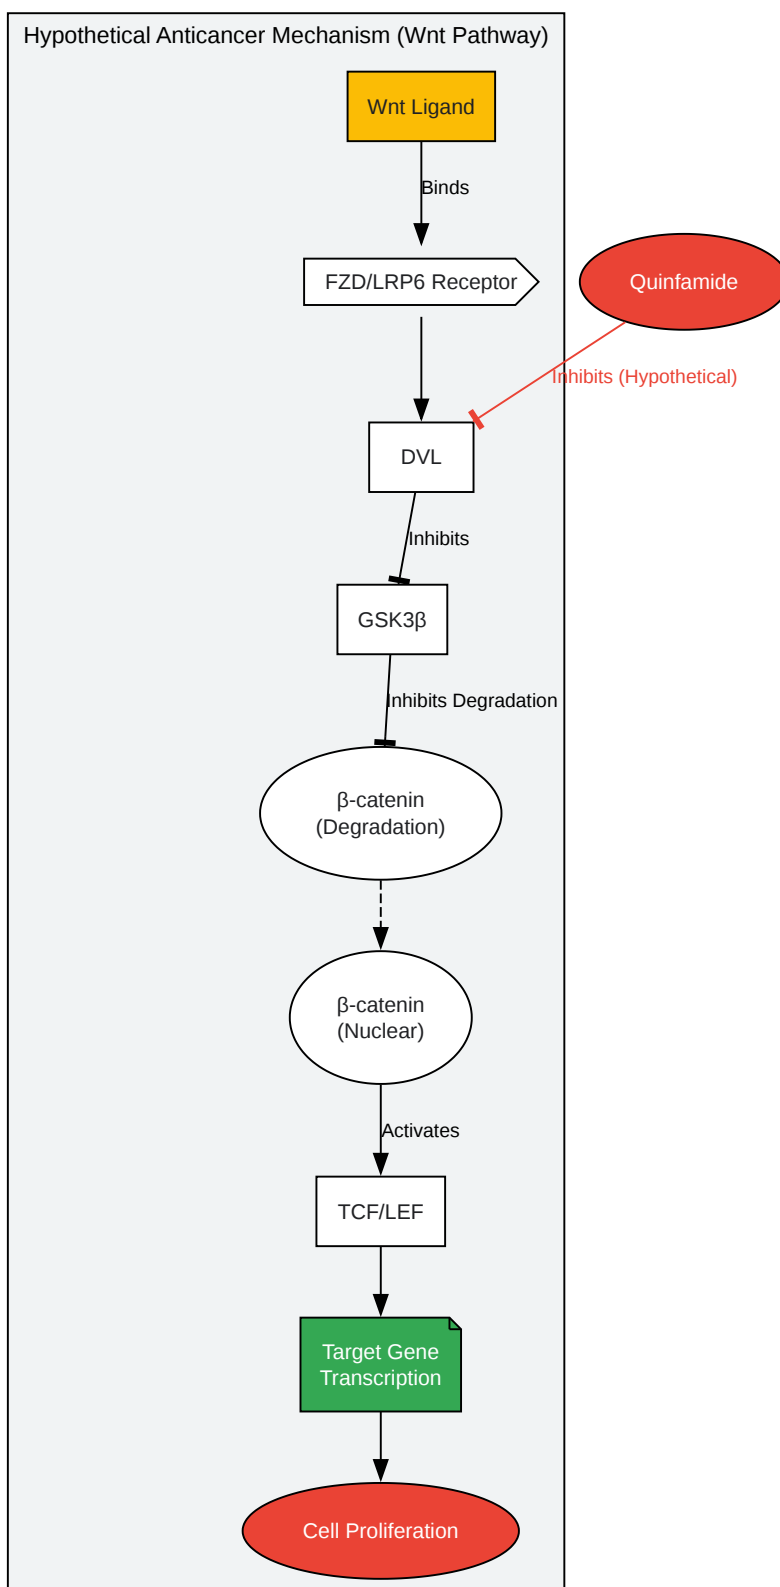 Hypothetical Anticancer Mechanism (Wnt Pathway)
Wnt Ligand
Binds
FZD/LRP6 Receptor
Quinfamide
Inhibits (Hypothetical)
DVL
Inhibits
GSK3β
Inhibits Degradation
β-catenin
(Degradation)
β-catenin
(Nuclear)
Activates
TCF/LEF
Target Gene
Transcription
Cell Proliferation